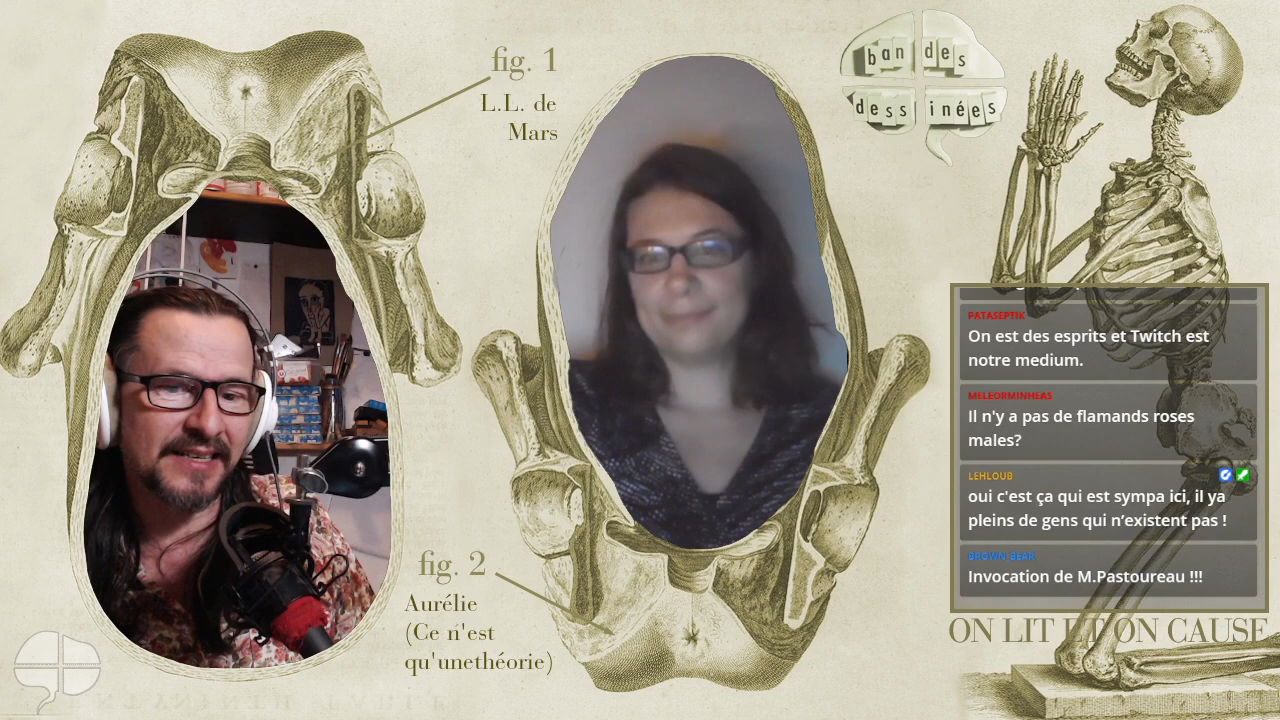 fig. 1
L.L. de
Mars
ban des
dess inées
fig. 2
Aurélie
(Ce n'est
qu'unethéorie)
PATASEPTIK
On est des esprits et Twitch est
notre medium.
MELEORMINHEAS
Il n'y a pas de flamands roses
males?
LEHLOUB
oui c'est ça qui est sympa ici, il ya
pleins de gens qui n’existent pas !
BROWN BEAR
Invocation de M.Pastoureau !!!
ON LIT ET ON CAUSE